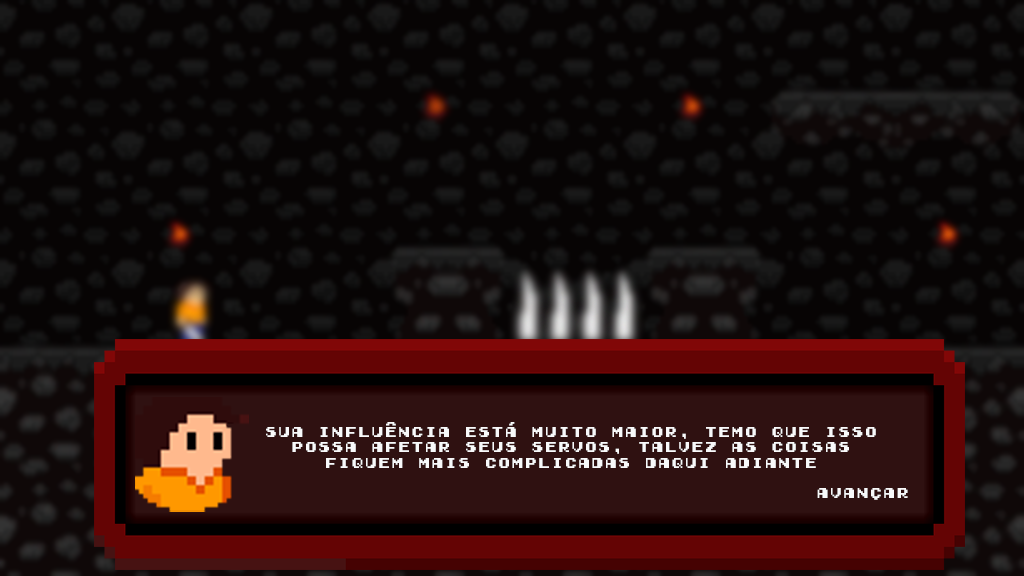 SUA INFLUÊNCIA ESTÁ MUITO MAIOR, TEMO QUE ISSO
POSSA AFETAR SEUS SERVOS, TALVEZ AS COISAS
FIQUEM MAIS COMPLICADAS DAQUI ADIANTE
AVANÇAR